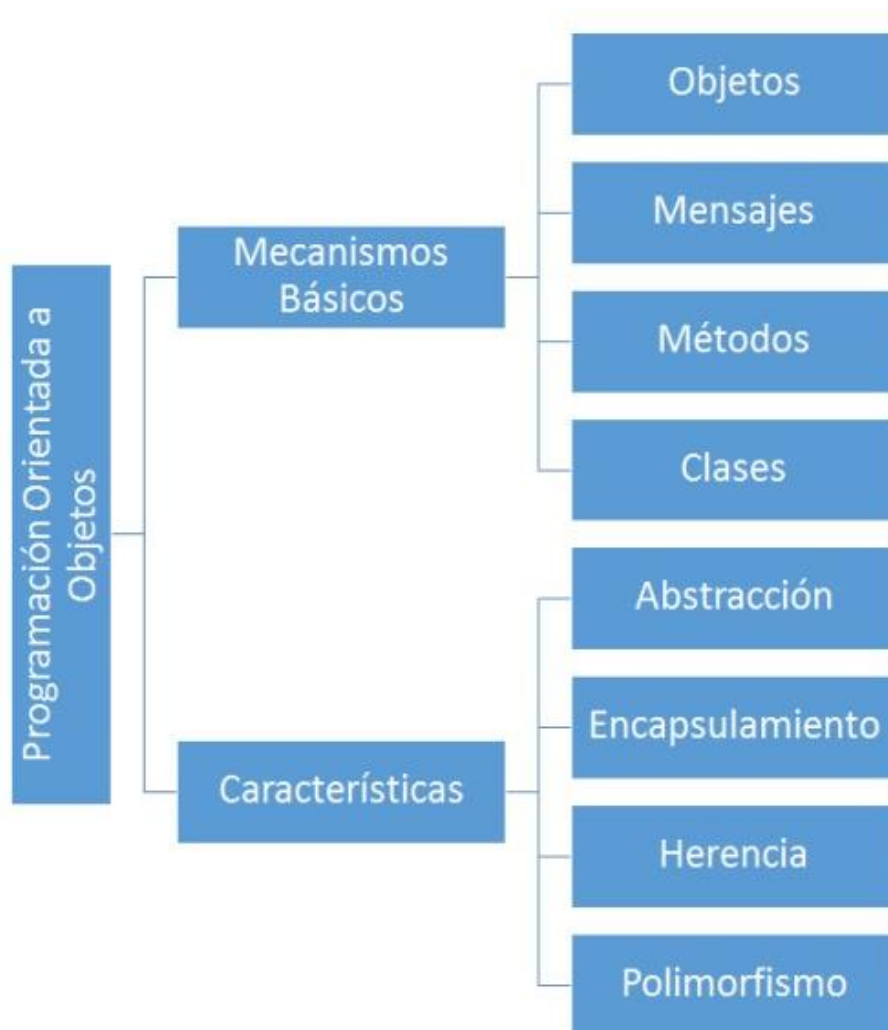 Programación Orientada a
Objetos
Mecanismos
Básicos
Objetos
Mensajes
Métodos
Clases
Características
Abstracción
Encapsulamiento
Herencia
Polimorfismo